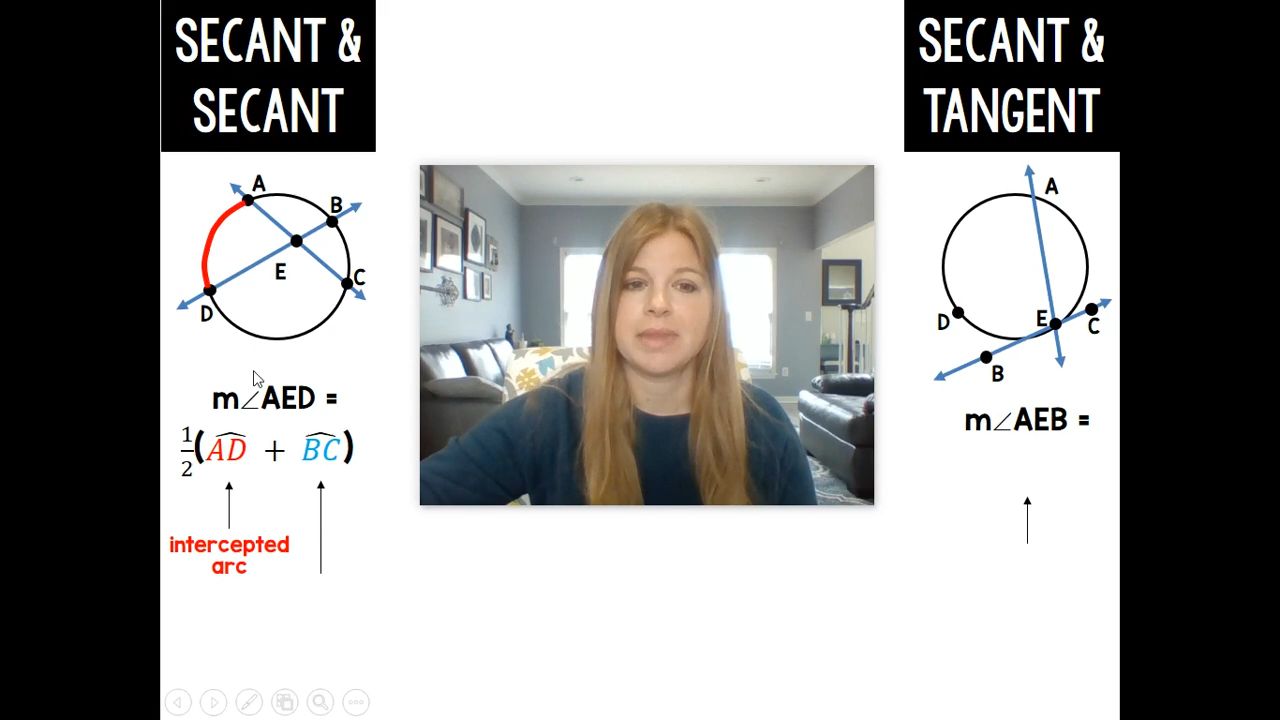 SECANT &
SECANT
A
B
E
C
D
m∠AED =
1/2(AD + BC)
intercepted
arc
SECANT &
TANGENT
A
D
E
C
B
m∠AEB =